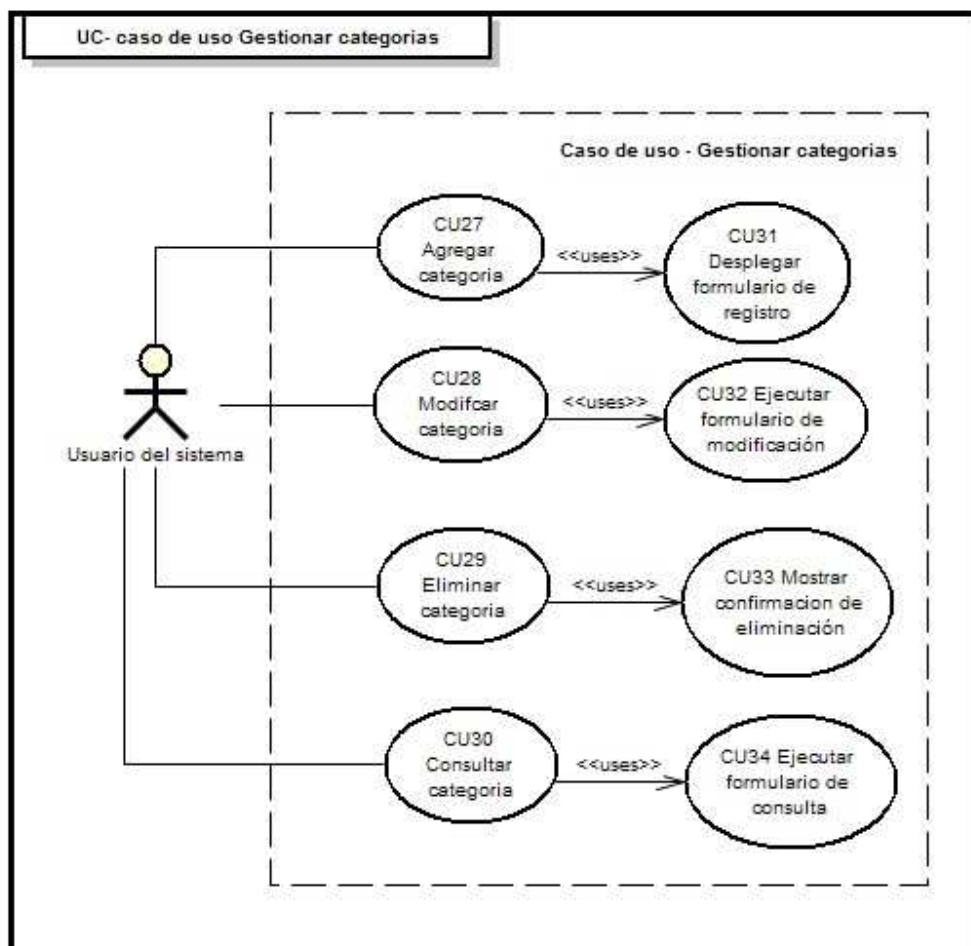 UC- caso de uso Gestionar categorias
Caso de uso - Gestionar categorias
CU27
Agregar
categoria
<<uses>>
CU31
Desplegar
formulario de
registro
CU28
Modifcar
categoria
<<uses>>
CU32 Ejecutar
formulario de
modificación
Usuario del sistema
CU29
Eliminar
categoria
<<uses>>
CU33 Mostrar
confirmacion de
eliminación
CU30
Consultar
categoria
<<uses>>
CU34 Ejecutar
formulario de
consulta